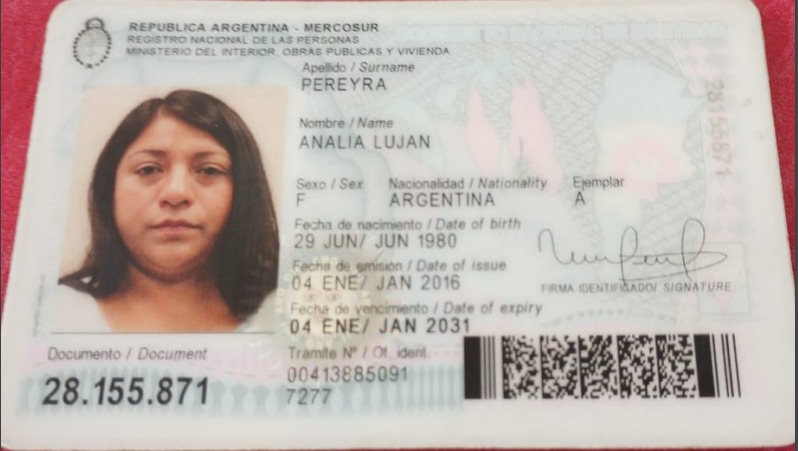 REPUBLICA ARGENTINA - MERCOSUR
REGISTRO NACIONAL DE LAS PERSONAS
MINISTERIO DEL INTERIOR, OBRAS PUBLICAS Y VIVIENDA
Apellido / Surname
PEREYRA
Nombre / Name
ANALIA LUJAN
Sexo / Sex Nacionalidad / Nationality Ejemplar
F ARGENTINA A
Fecha de nacimiento / Date of birth
29 JUN/ JUN 1980
Fecha de emisión / Date of issue
04 ENE/ JAN 2016
FIRMA IDENTIFICADO/ SIGNATURE
Fecha de vencimiento / Date of expiry
04 ENE/ JAN 2031
Documento / Document
28.155.871
Tramite Nº / Of. ident.
00413885091
7277
28155871